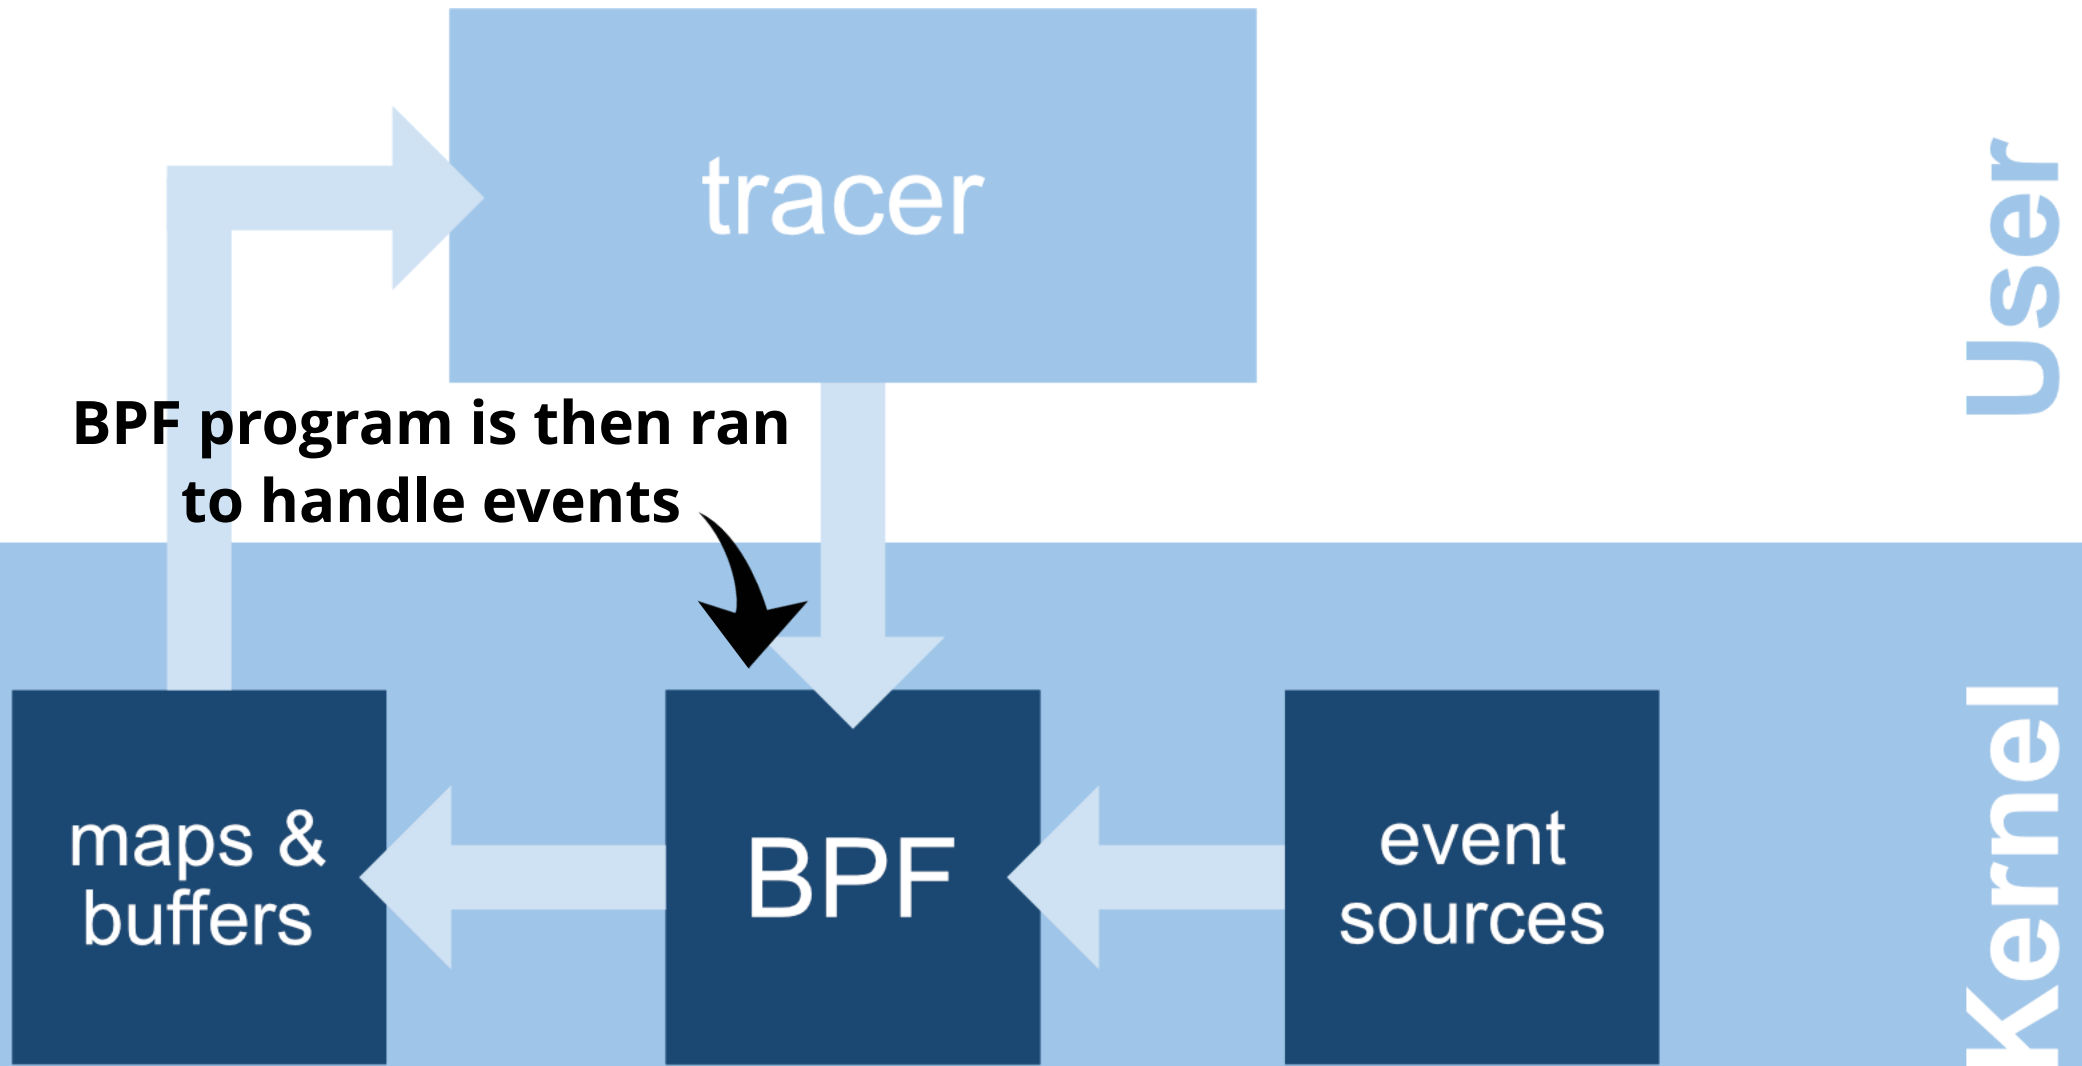 tracer
User
BPF program is then ran
to handle events
maps &
buffers
BPF
event
sources
Kernel